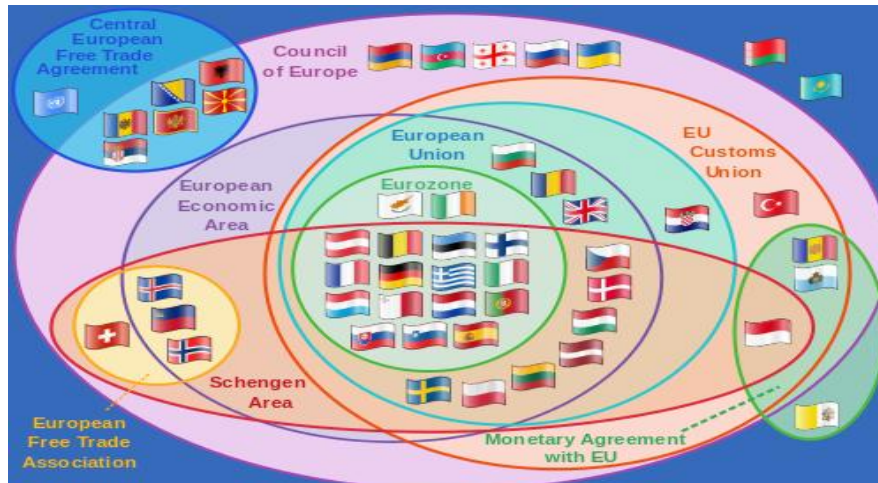 Central
European
Free Trade
Agreement
Council
of Europe
European
Union
EU
Customs
Union
Eurozone
European
Economic
Area
Schengen
Area
European
Free Trade
Association
Monetary Agreement
with EU